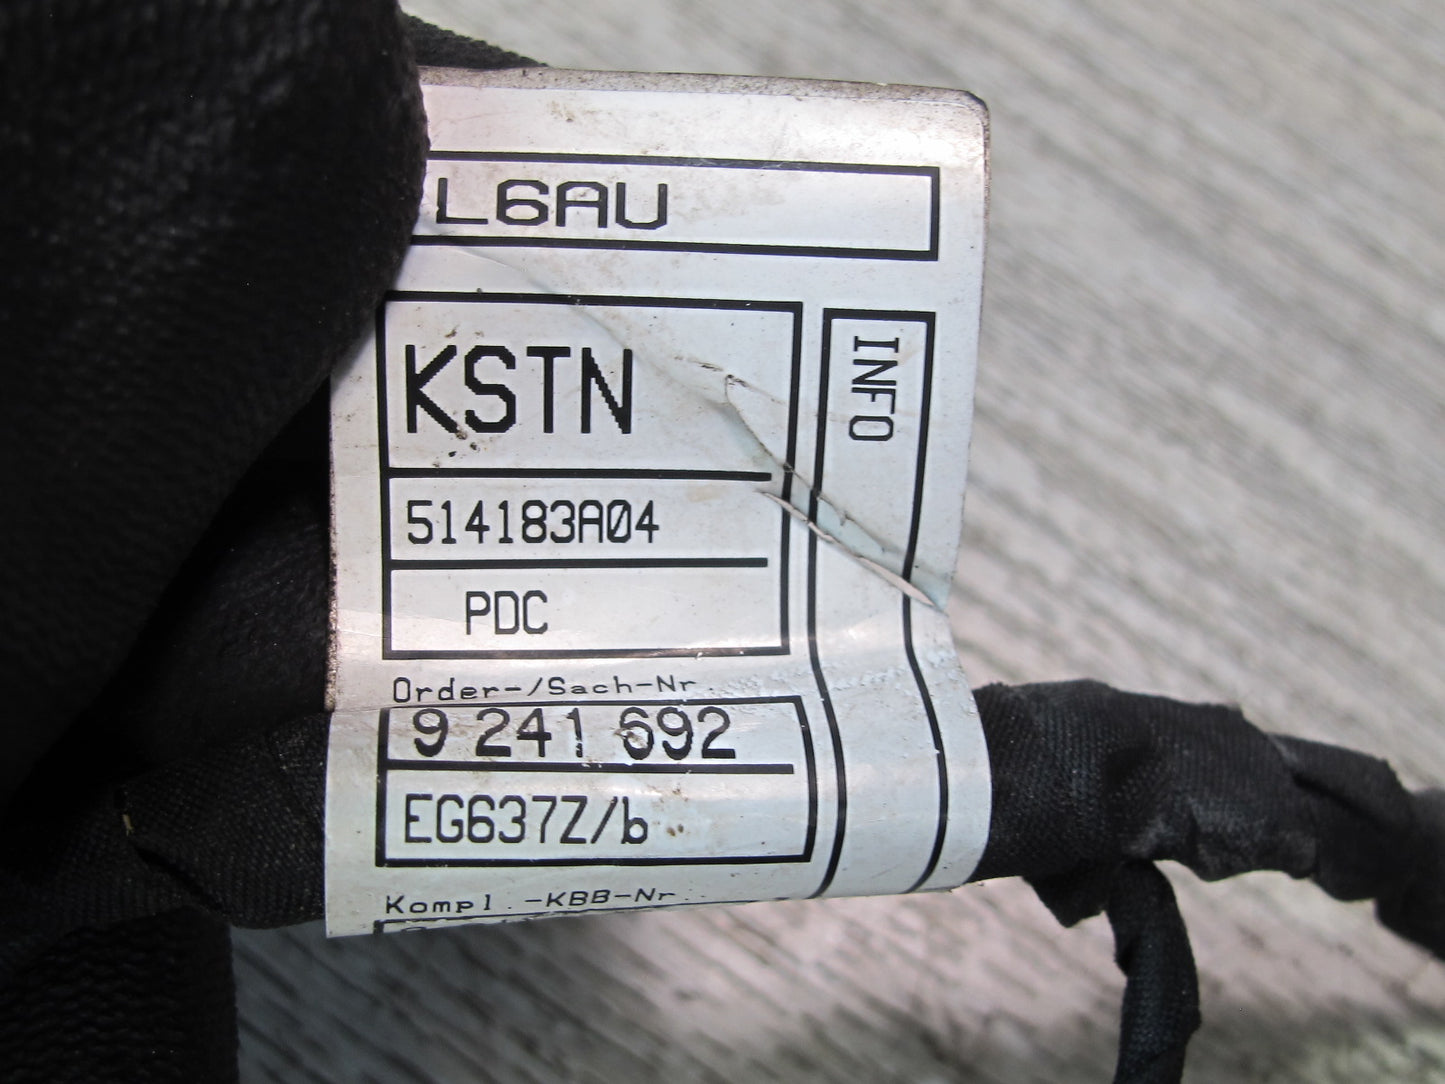 L6AU
KSTN
INFO
514183A04
PDC
Order-/Sach-Nr.
9 241 692
EG637Z/b
Kompl.-KBB-Nr.